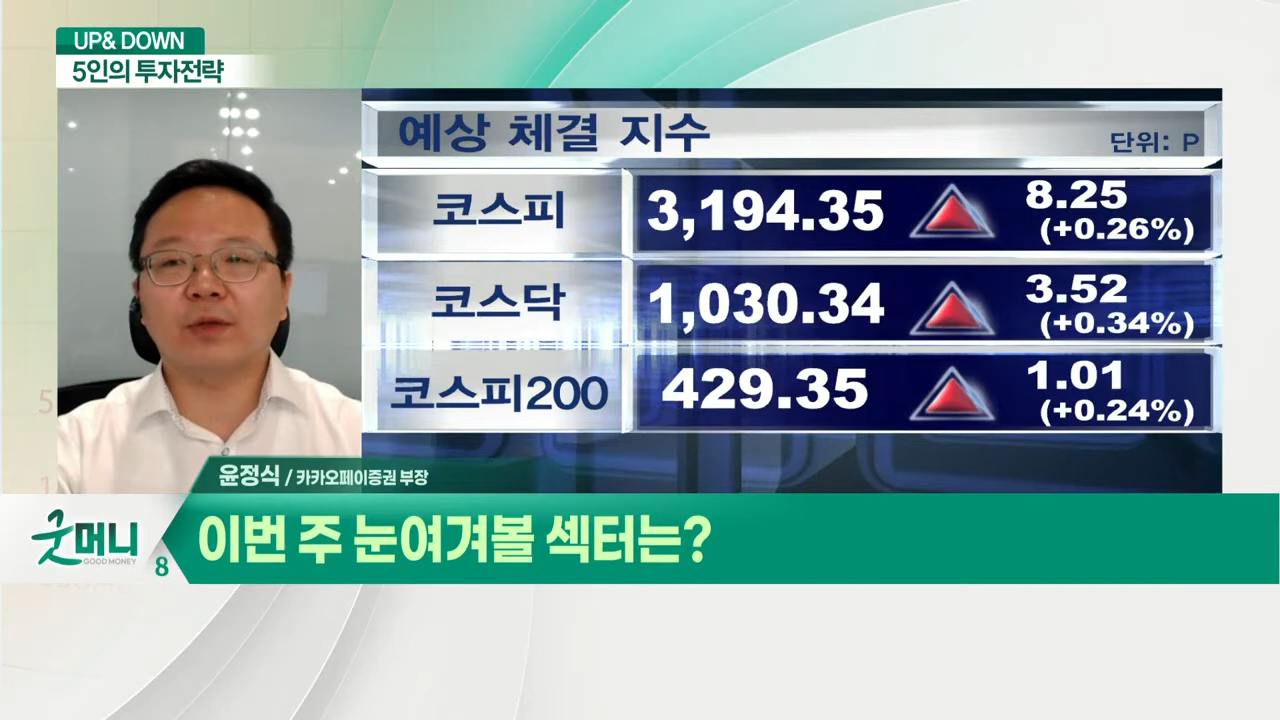 UP& DOWN
5인의 투자전략
예상 체결 지수
단위: P
코스피 3,194.35 8.25 (+0.26%)
코스닥 1,030.34 3.52 (+0.34%)
코스피200 429.35 1.01 (+0.24%)
윤정식 / 카카오페이증권 부장
굿머니
GOOD MONEY
8
이번 주 눈여겨볼 섹터는?